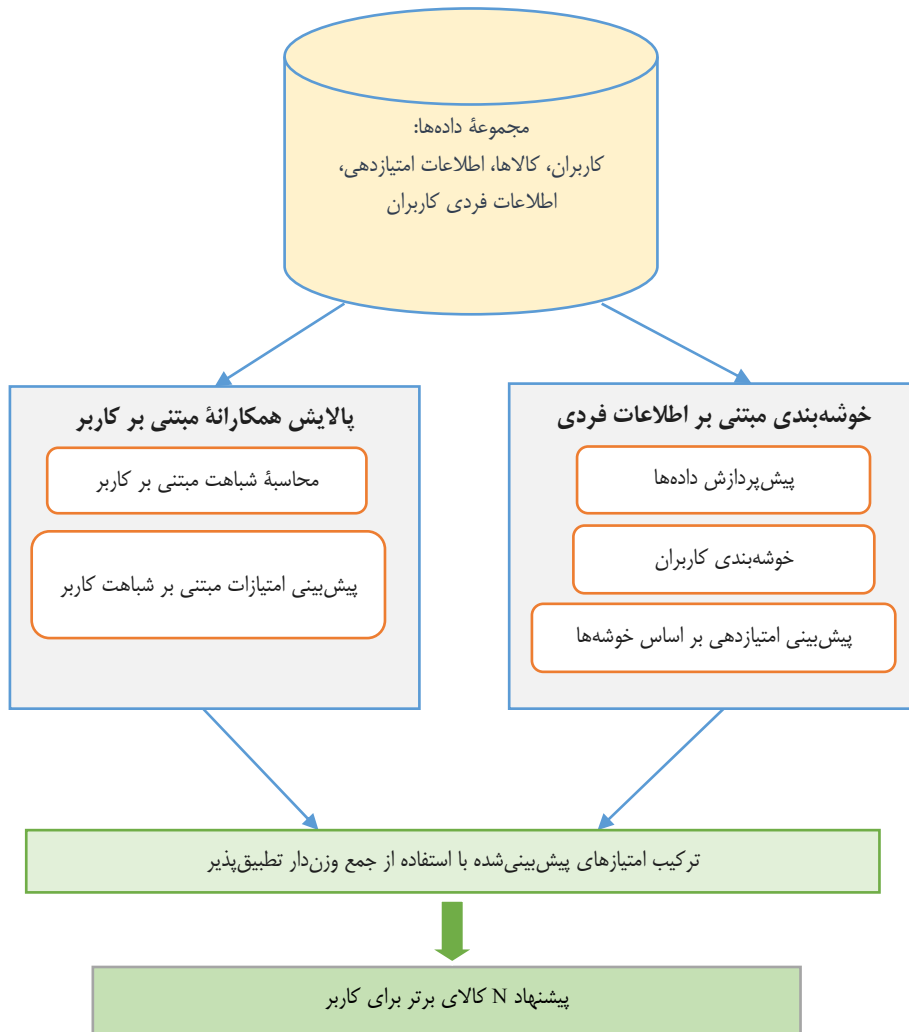 مجموعهٔ داده‌ها:
کاربران، کالاها، اطلاعات امتیازدهی،
اطلاعات فردی کاربران
خوشه‌بندی مبتنی بر اطلاعات فردی
پیش‌پردازش داده‌ها
خوشه‌بندی کاربران
پیش‌بینی امتیازدهی بر اساس خوشه‌ها
پالایش همکارانهٔ مبتنی بر کاربر
محاسبهٔ شباهت مبتنی بر کاربر
پیش‌بینی امتیازات مبتنی بر شباهت کاربر
ترکیب امتیازهای پیش‌بینی‌شده با استفاده از جمع وزن‌دار تطبیق‌پذیر
پیشنهاد N کالای برتر برای کاربر